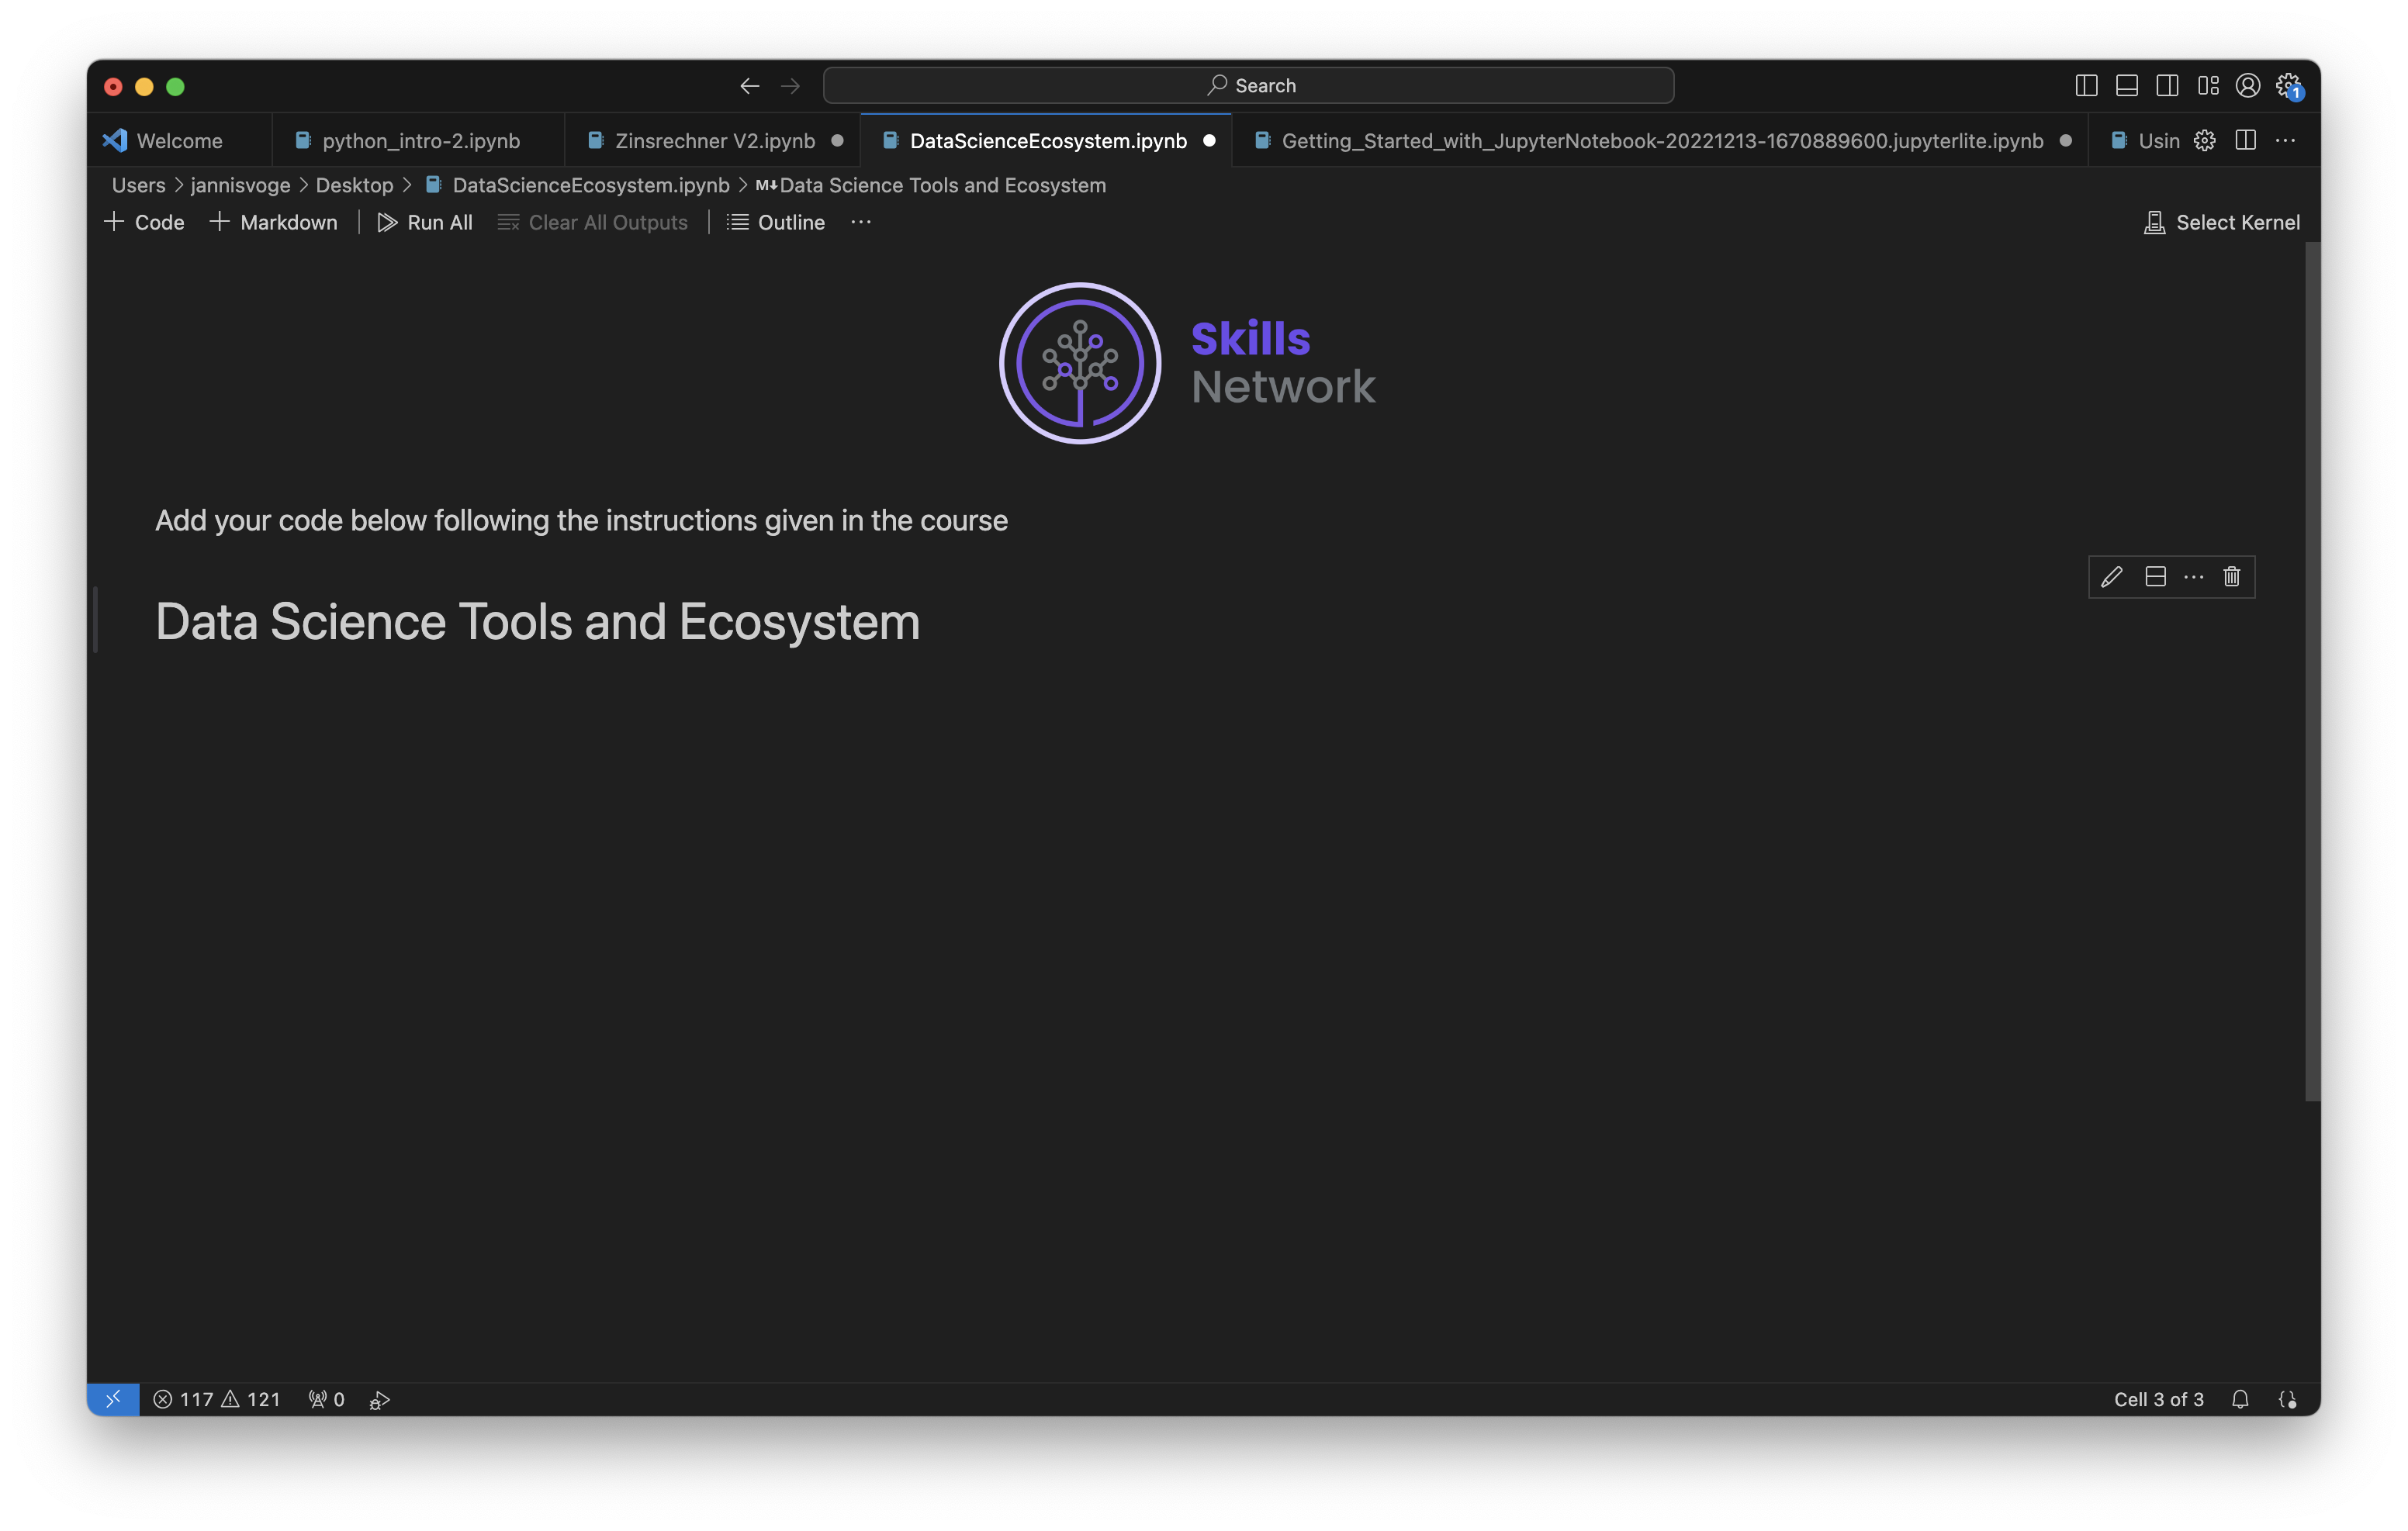 Search
1
Welcome
python_intro-2.ipynb
Zinsrechner V2.ipynb
DataScienceEcosystem.ipynb
Getting_Started_with_JupyterNotebook-20221213-1670889600.jupyterlite.ipynb
Usin
Users > jannisvoge > Desktop > DataScienceEcosystem.ipynb > M↓ Data Science Tools and Ecosystem
+ Code + Markdown | Run All Clear All Outputs | Outline ...
Select Kernel
Skills
Network
Add your code below following the instructions given in the course
Data Science Tools and Ecosystem
117 121 0
Cell 3 of 3